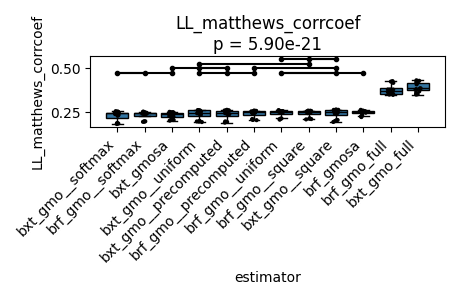 LL_matthews_corrcoef
p = 5.90e-21
LL_matthews_corrcoef
0.50
0.25
bxt_gmo__softmax
brf_gmo__softmax
bxt_gmosa
bxt_gmo__uniform
bxt_gmo__precomputed
brf_gmo__precomputed
brf_gmo__uniform
brf_gmo__square
bxt_gmo__square
brf_gmosa
brf_gmo_full
bxt_gmo_full
estimator